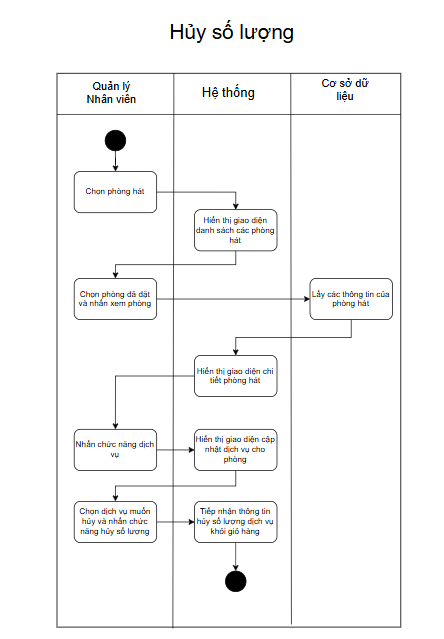 Hủy số lượng
Quản lý
Nhân viên
Hệ thống
Cơ sở dữ
liệu
Chọn phòng hát
Hiển thị giao diện
danh sách các phòng
hát
Chọn phòng đã đặt
và nhấn xem phòng
Lấy các thông tin của
phòng hát
Hiển thị giao diện chi
tiết phòng hát
Nhấn chức năng dịch
vụ
Hiển thị giao diện cập
nhật dịch vụ cho
phòng
Chọn dịch vụ muốn
hủy và nhấn chức
năng hủy số lượng
Tiếp nhận thông tin
hủy số lượng dịch vụ
khỏi giỏ hàng